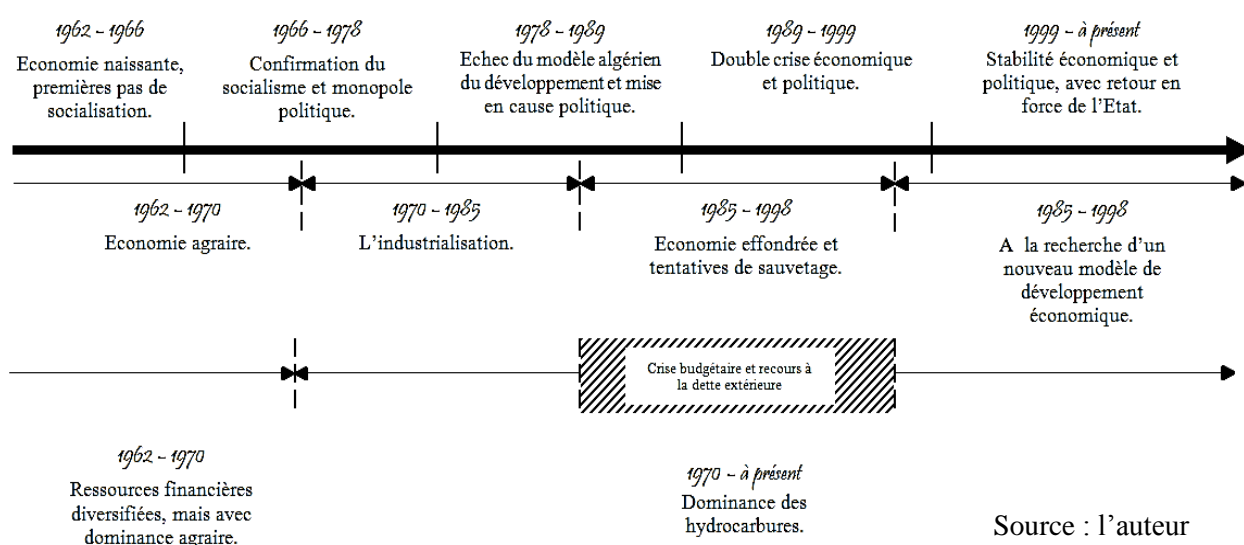 1962 – 1966
Economie naissante,
premières pas de
socialisation.
1966 – 1978
Confirmation du
socialisme et monopole
politique.
1978 – 1989
Echec du modèle algérien
du développement et mise
en cause politique.
1989 – 1999
Double crise économique
et politique.
1999 – à présent
Stabilité économique et
politique, avec retour en
force de l’Etat.
1962 – 1970
Economie agraire.
1970 – 1985
L’industrialisation.
1985 – 1998
Economie effondrée et
tentatives de sauvetage.
1985 – 1998
A la recherche d’un
nouveau modèle de
développement
économique.
Crise budgétaire et recours à
la dette extérieure
1962 – 1970
Ressources financières
diversifiées, mais avec
dominance agraire.
1970 – à présent
Dominance des
hydrocarbures.
Source : l’auteur